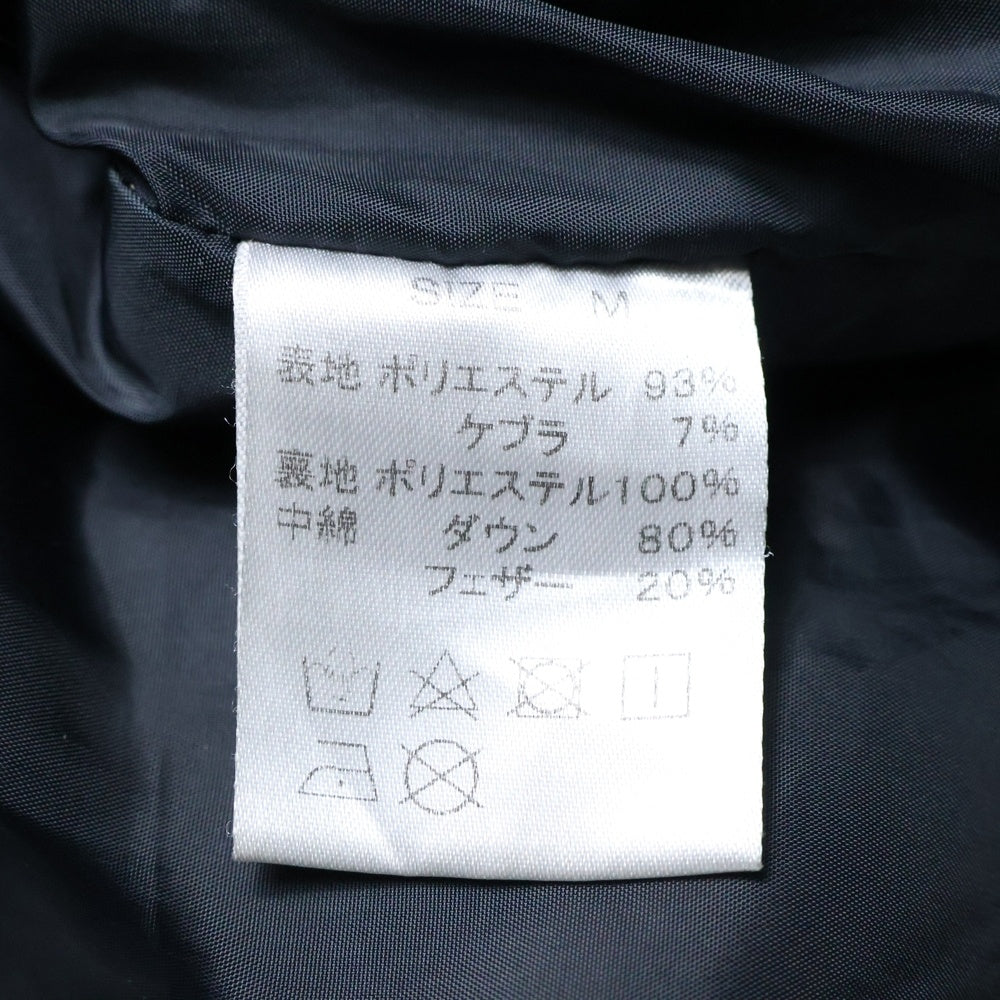 SIZE M
表地 ポリエステル 93%
ケブラ 7%
裏地 ポリエステル100%
中綿 ダウン 80%
フェザー 20%